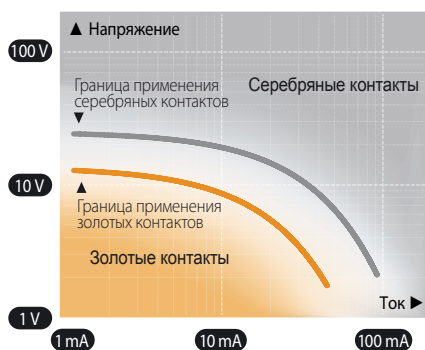 ▲ Напряжение
100 V
Граница применения
серебряных контактов
▼
Серебряные контакты
10 V
▲
Граница применения
золотых контактов
Золотые контакты
Ток ▶
1 V
1 mA
10 mA
100 mA